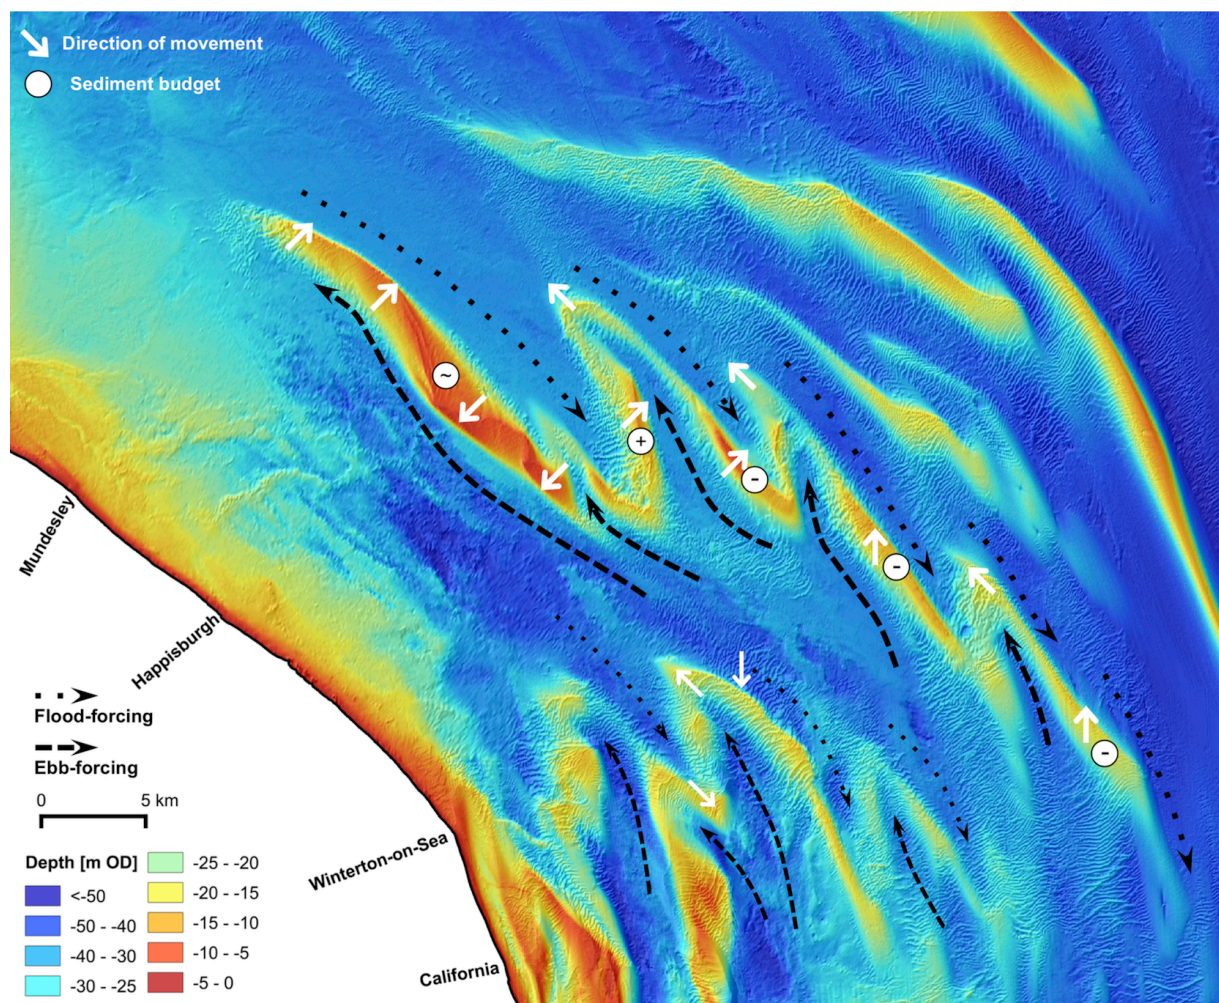 Direction of movement
Sediment budget
~
+
-
-
-
Mundesley
Happisburgh
Flood-forcing
Ebb-forcing
0 5 km
Winterton-on-Sea
California
Depth [m OD]
<-50
-50 - -40
-40 - -30
-30 - -25
-25 - -20
-20 - -15
-15 - -10
-10 - -5
-5 - 0